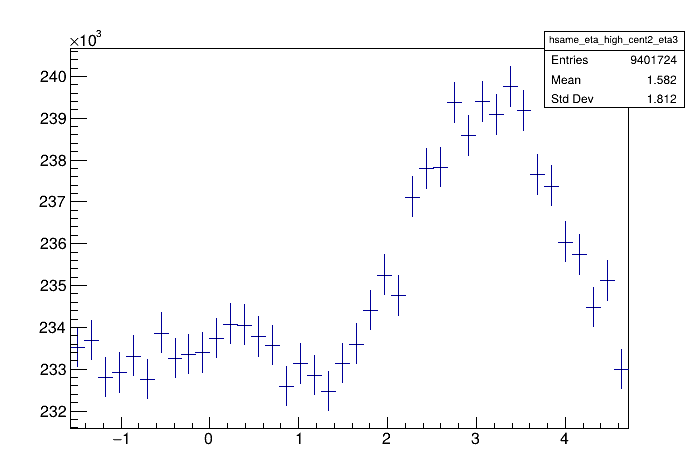 ×10³
hsame_eta_high_cent2_eta3
Entries 9401724
Mean 1.582
Std Dev 1.812
240
239
238
237
236
235
234
233
232
−1 0 1 2 3 4